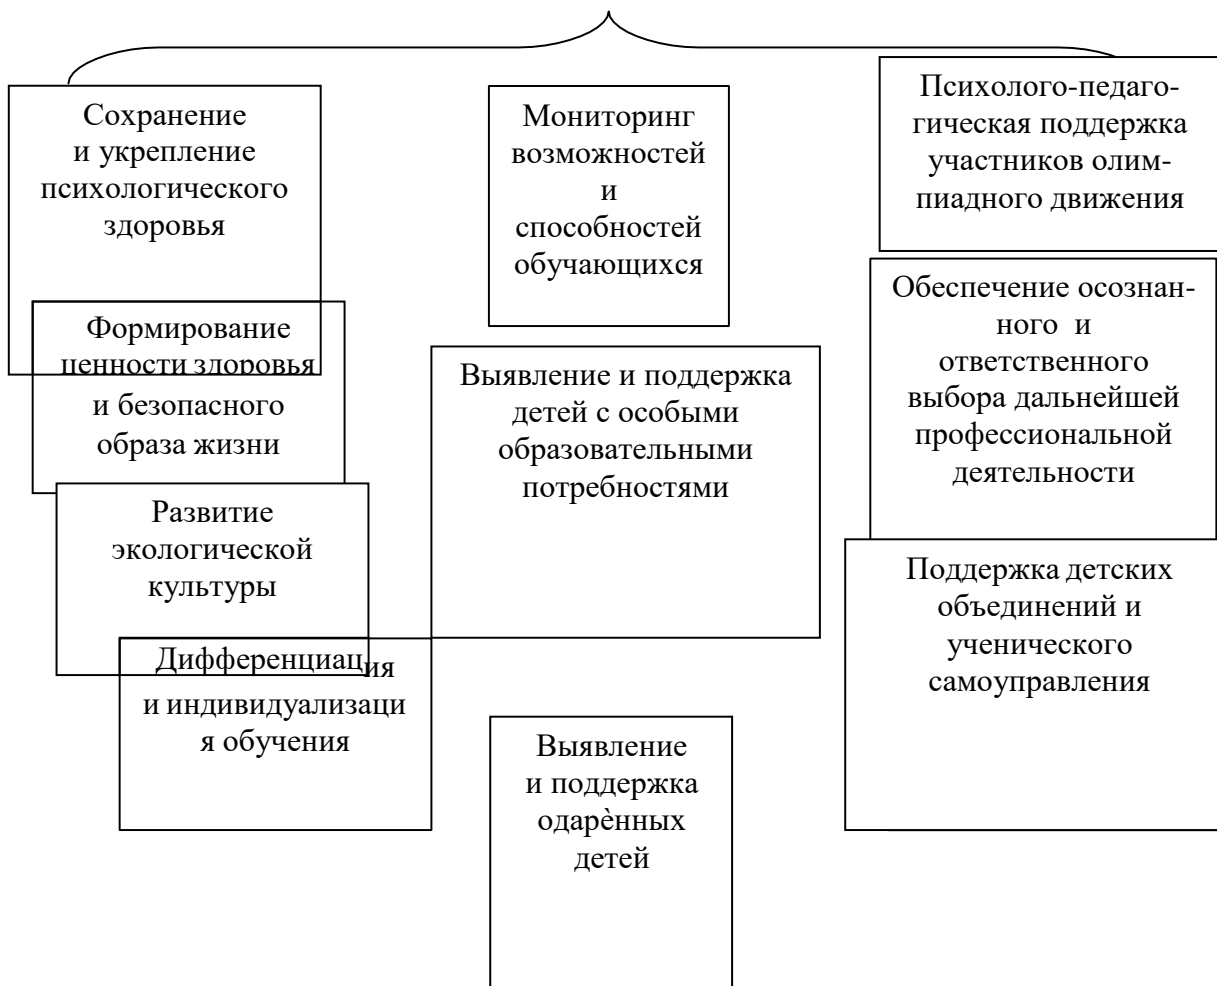 Сохранение
и укрепление
психологического
здоровья
Формирование
ценности здоровья
и безопасного
образа жизни
Развитие
экологической
культуры
Дифференциация
и индивидуализаци
я обучения
Мониторинг
возможностей
и
способностей
обучающихся
Выявление и поддержка
детей с особыми
образовательными
потребностями
Выявление
и поддержка
одарѐнных
детей
Психолого-педаго-
гическая поддержка
участников олим-
пиадного движения
Обеспечение осознан-
ного и
ответственного
выбора дальнейшей
профессиональной
деятельности
Поддержка детских
объединений и
ученического
самоуправления